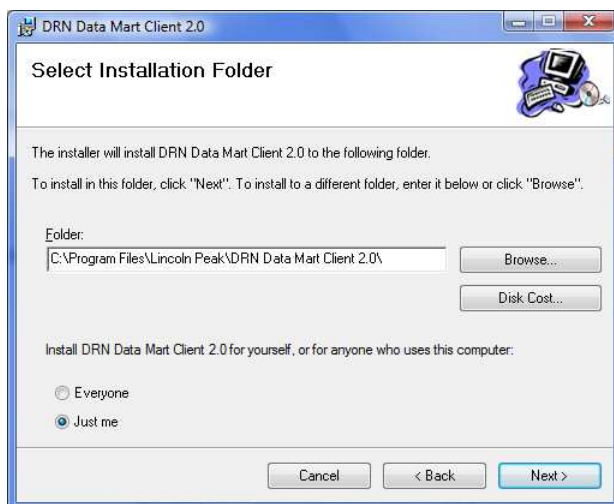 DRN Data Mart Client 2.0
Select Installation Folder
The installer will install DRN Data Mart Client 2.0 to the following folder.
To install in this folder, click "Next". To install to a different folder, enter it below or click "Browse".
Folder:
C:\Program Files\Lincoln Peak\DRN Data Mart Client 2.0\
Browse...
Disk Cost...
Install DRN Data Mart Client 2.0 for yourself, or for anyone who uses this computer:
Everyone
Just me
Cancel
< Back
Next >